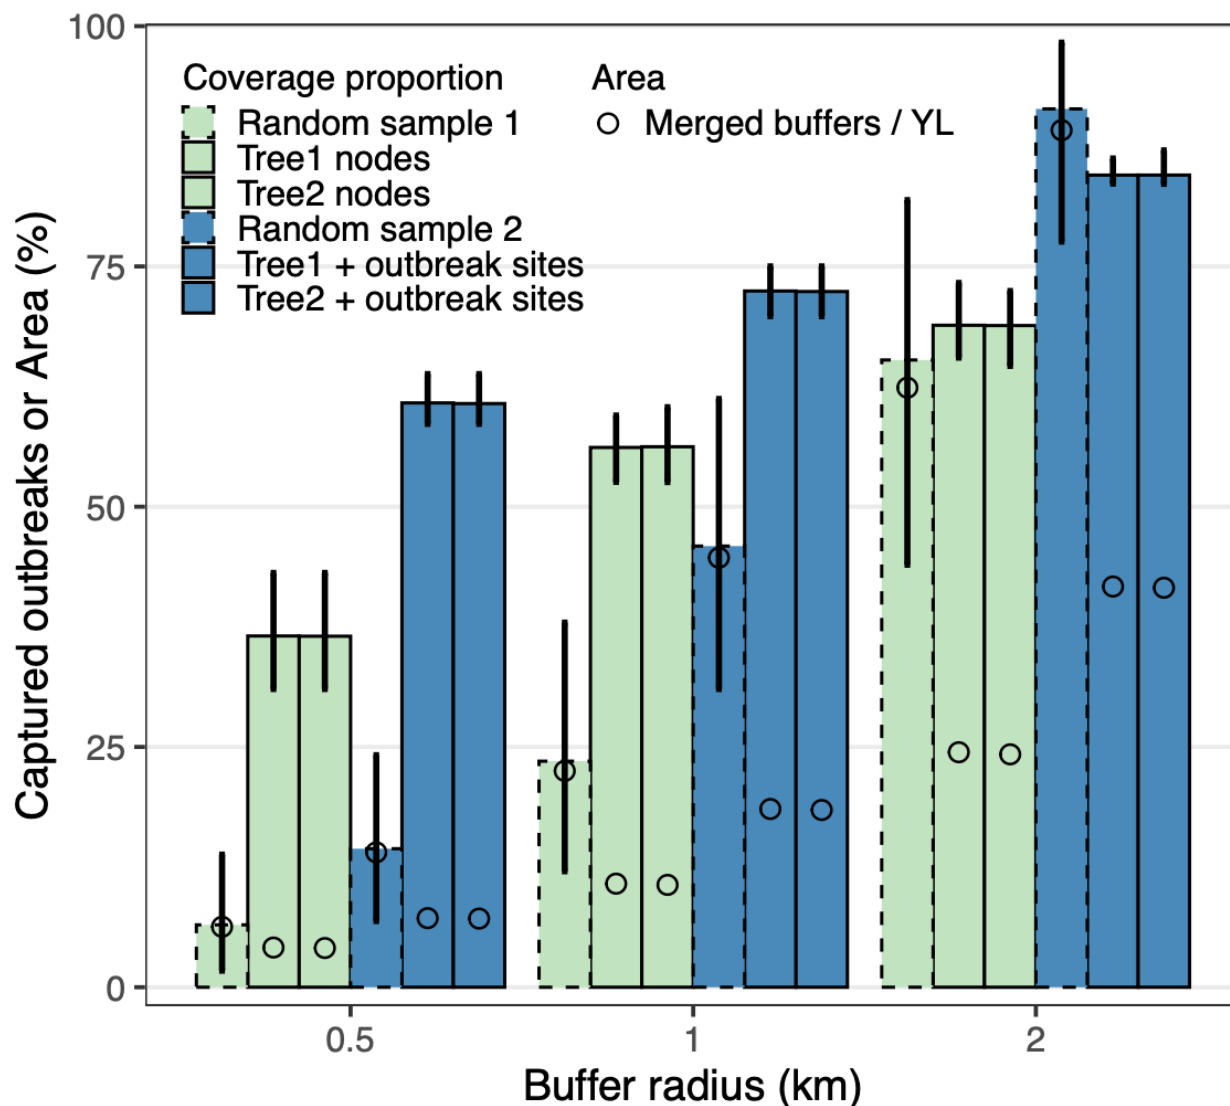 Captured outbreaks or Area (%)
100
75
50
25
0
Coverage proportion
Random sample 1
Tree1 nodes
Tree2 nodes
Random sample 2
Tree1 + outbreak sites
Tree2 + outbreak sites
Area
Merged buffers / YL
0.5
1
2
Buffer radius (km)